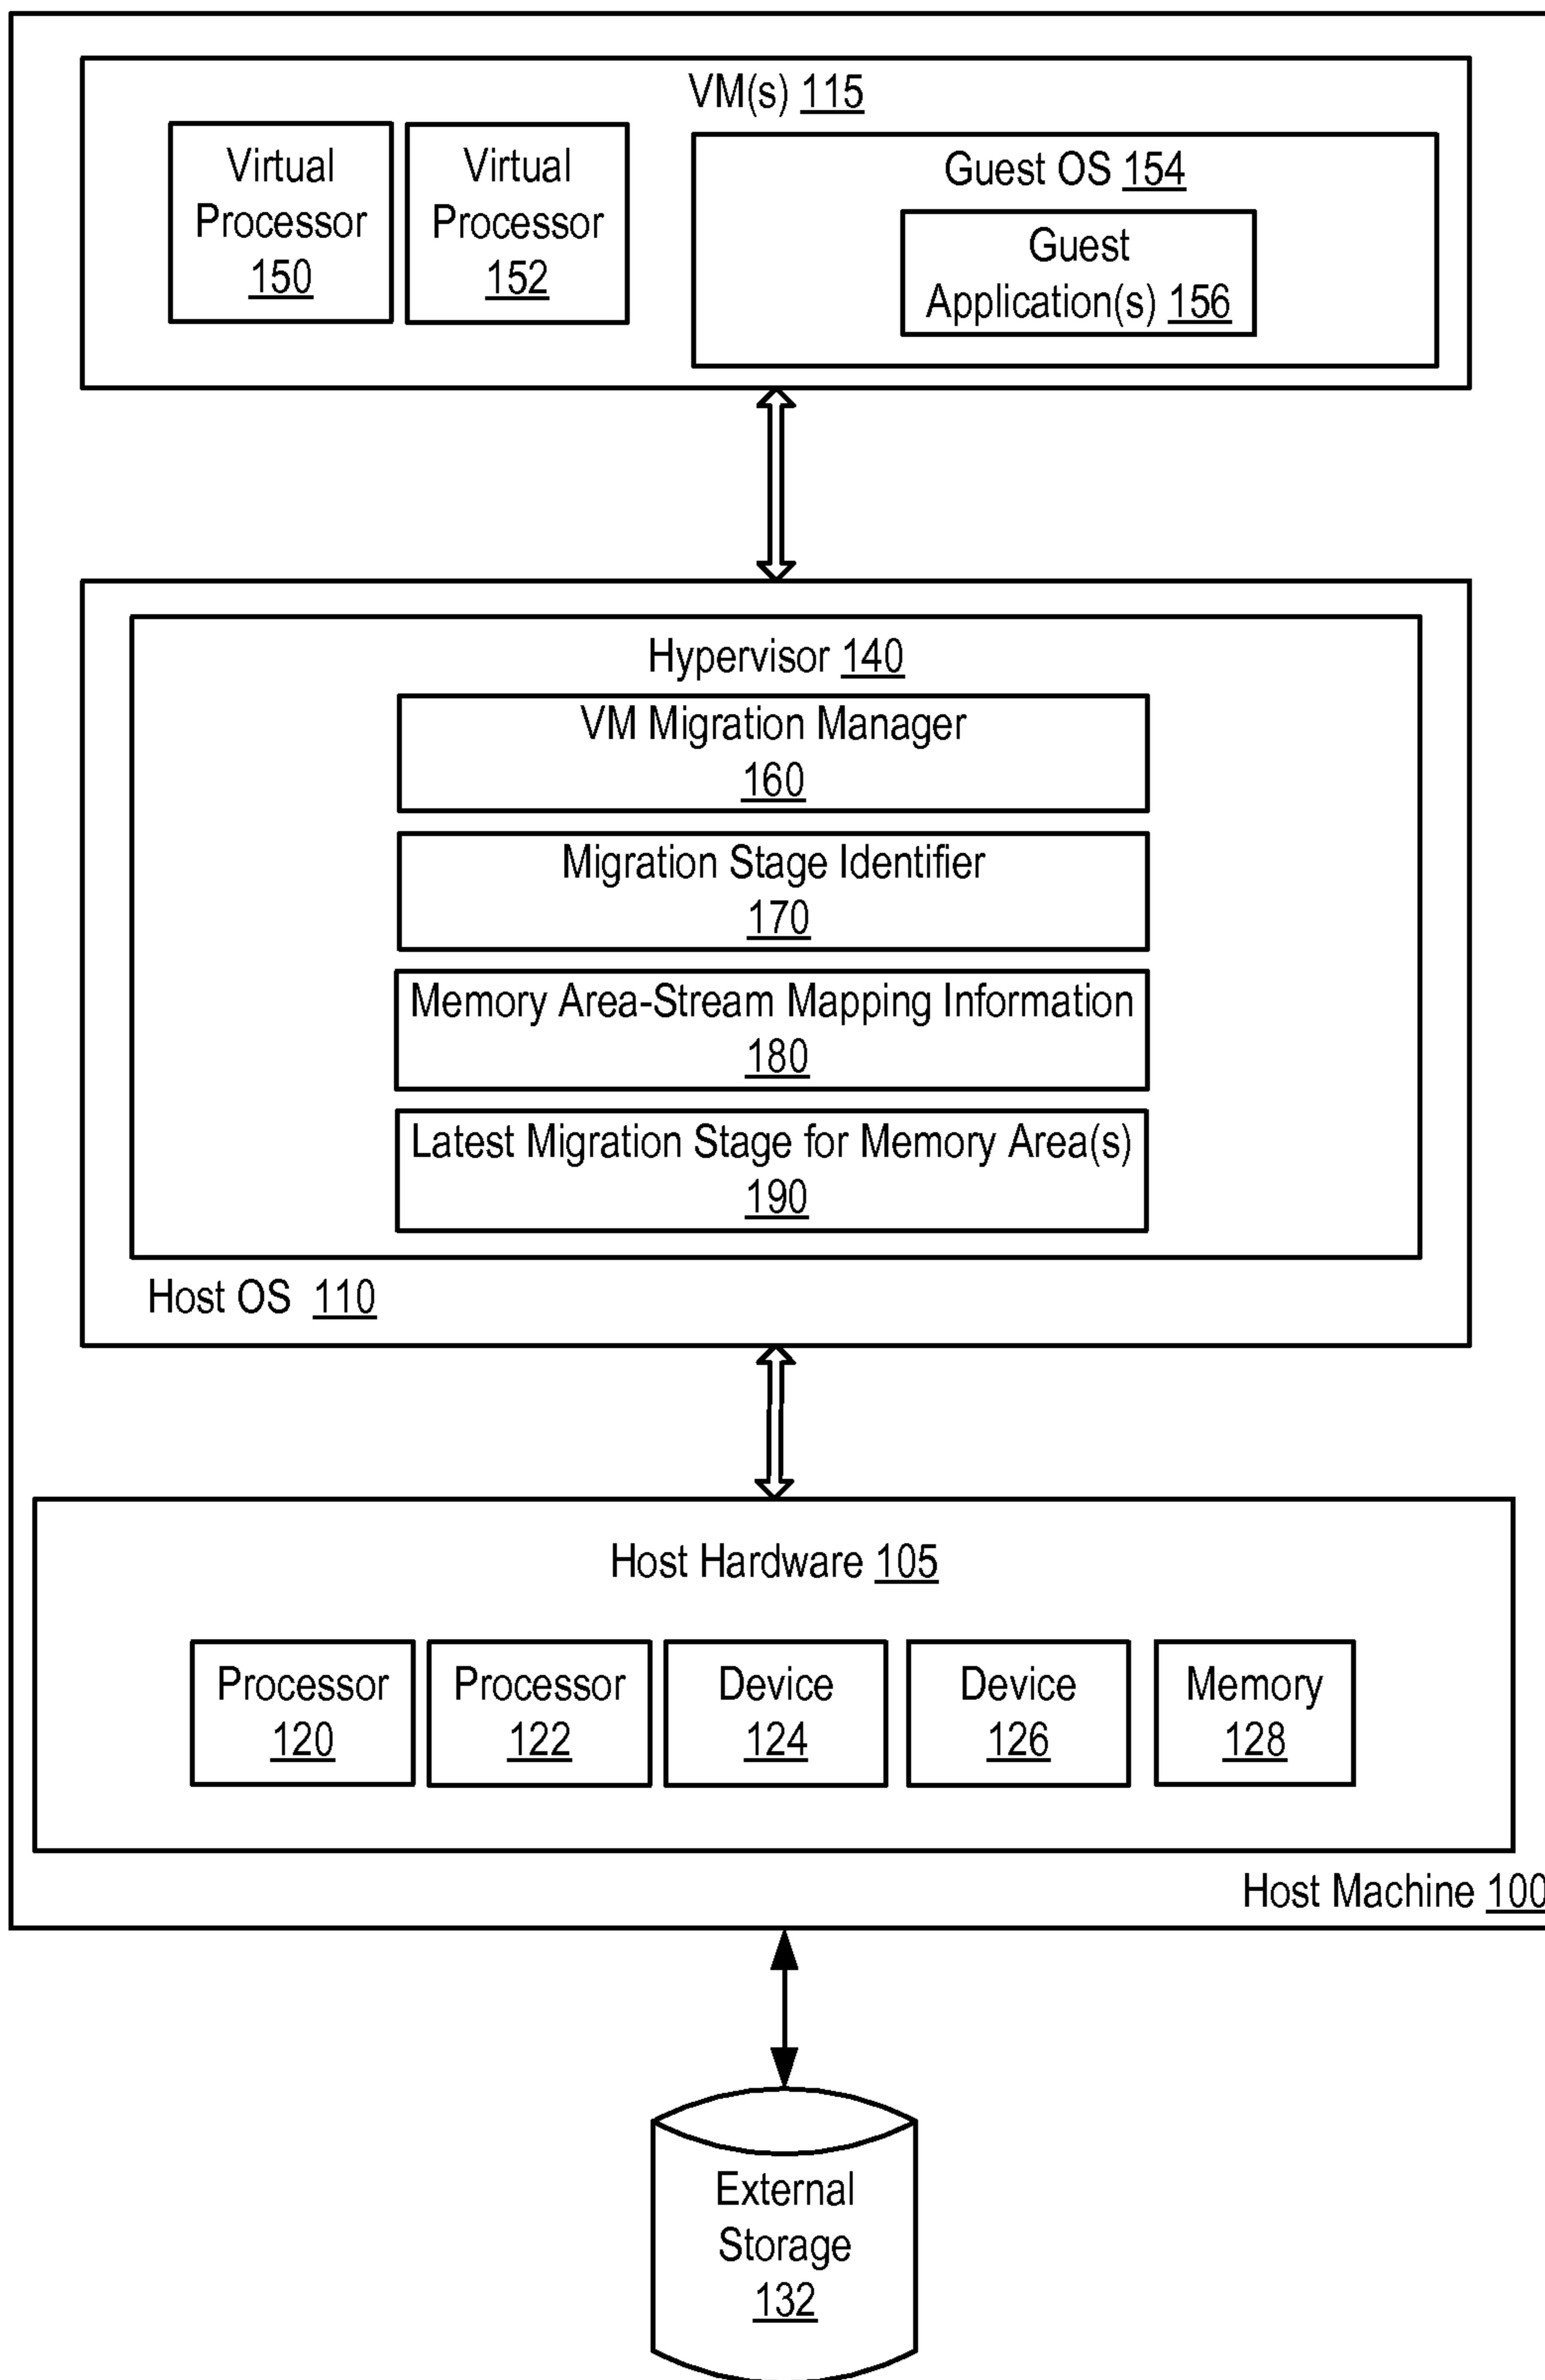 VM(s) 115
Virtual
Processor
150
Virtual
Processor
152
Guest OS 154
Guest
Application(s) 156
Hypervisor 140
VM Migration Manager
160
Migration Stage Identifier
170
Memory Area-Stream Mapping Information
180
Latest Migration Stage for Memory Area(s)
190
Host OS 110
Host Hardware 105
Processor
120
Processor
122
Device
124
Device
126
Memory
128
Host Machine 100
External
Storage
132